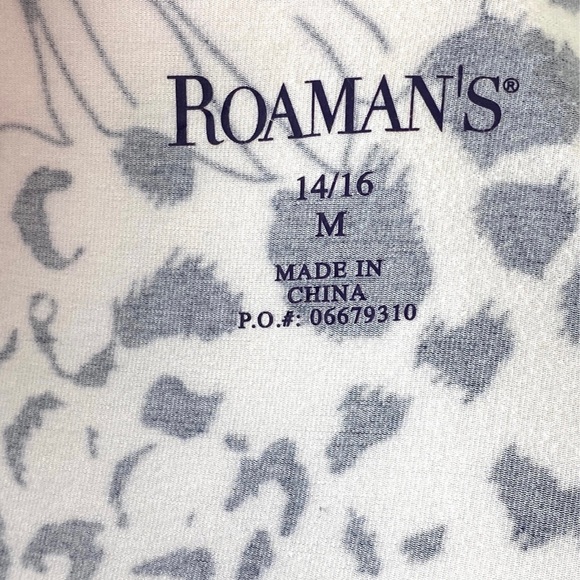 ROAMAN'S®
14/16
M
MADE IN
CHINA
P.O.#: 06679310